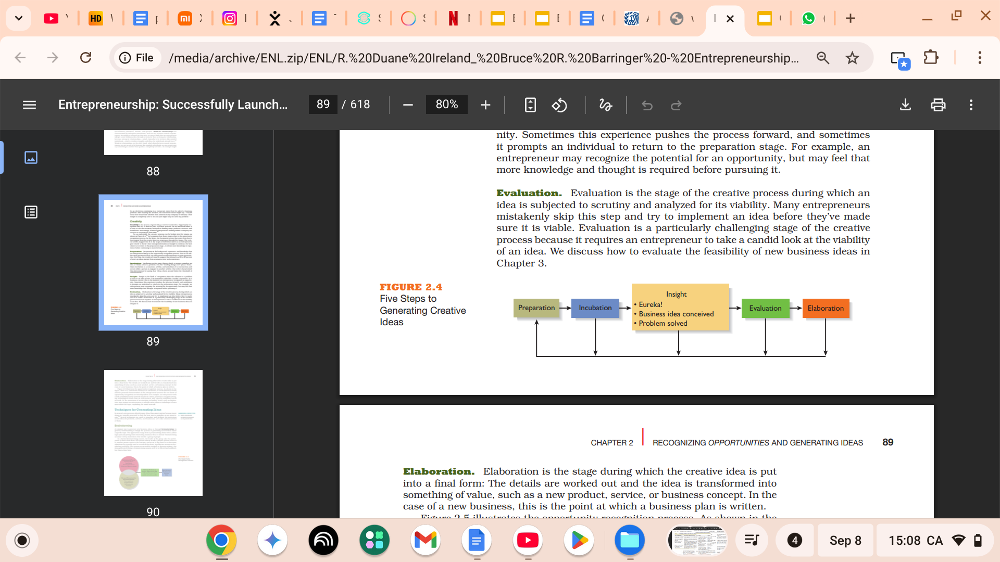 File
/media/archive/ENL.zip/ENL/R.%20Duane%20Ireland_%20Bruce%20R.%20Barringer%20-%20Entrepreneurship...
Entrepreneurship: Successfully Launch...
89 / 618
80%
88
89
90
nity. Sometimes this experience pushes the process forward, and sometimes
it prompts an individual to return to the preparation stage. For example, an
entrepreneur may recognize the potential for an opportunity, but may feel that
more knowledge and thought is required before pursuing it.
Evaluation. Evaluation is the stage of the creative process during which an
idea is subjected to scrutiny and analyzed for its viability. Many entrepreneurs
mistakenly skip this step and try to implement an idea before they've made
sure it is viable. Evaluation is a particularly challenging stage of the creative
process because it requires an entrepreneur to take a candid look at the viability
of an idea. We discuss how to evaluate the feasibility of new business ideas in
Chapter 3.
FIGURE 2.4
Five Steps to
Generating Creative
Ideas
Preparation
Incubation
Insight
• Eureka!
• Business idea conceived
• Problem solved
Evaluation
Elaboration
CHAPTER 2 RECOGNIZING OPPORTUNITIES AND GENERATING IDEAS 89
Elaboration. Elaboration is the stage during which the creative idea is put
into a final form: The details are worked out and the idea is transformed into
something of value, such as a new product, service, or business concept. In the
case of a new business, this is the point at which a business plan is written.
Figure 2.5 illustrates the opportunity recognition process. As shown in the
4
Sep 8
15:08 CA